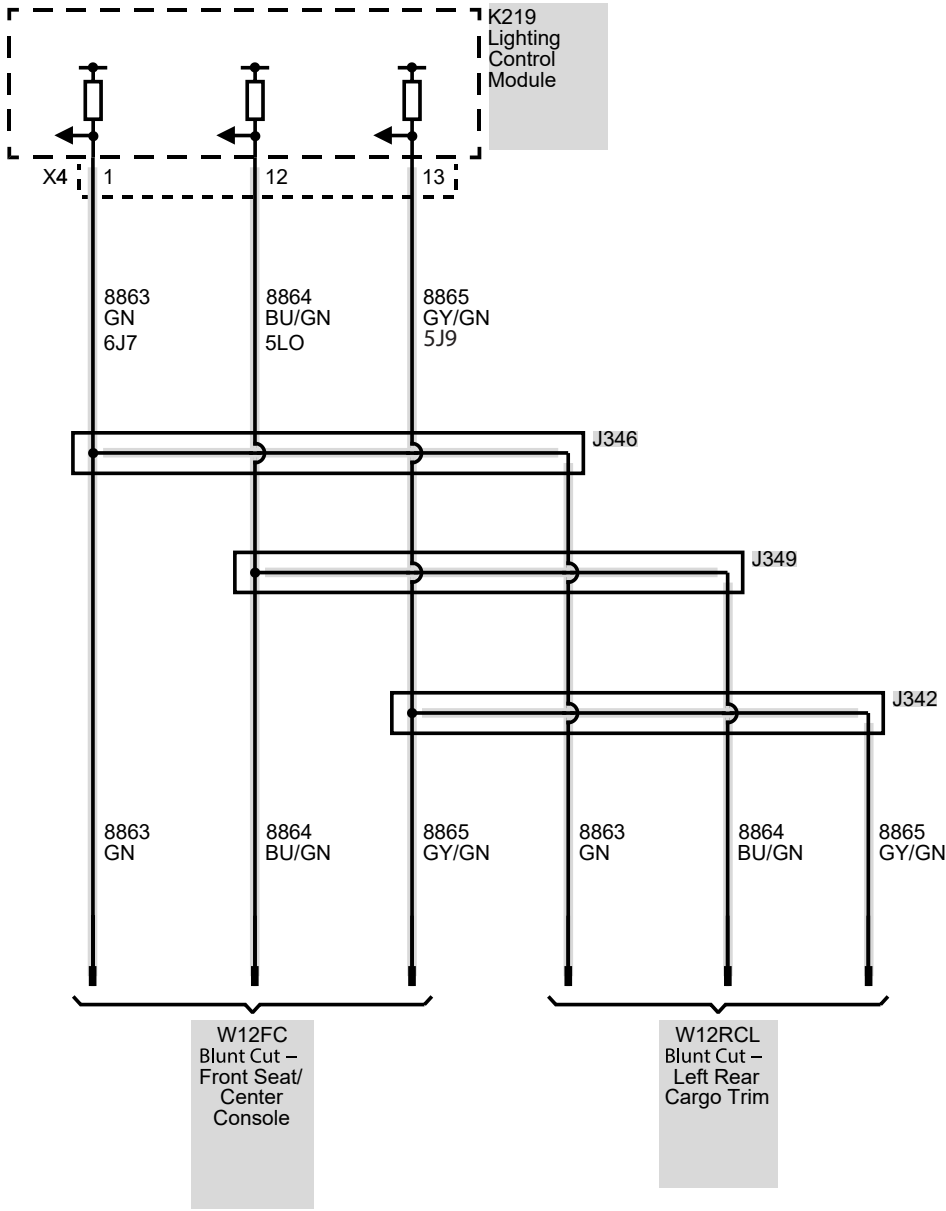 K219
Lighting
Control
Module
X4 1 12 13
8863
GN
6J7
8864
BU/GN
5LO
8865
GY/GN
5J9
J346
J349
J342
8863
GN
8864
BU/GN
8865
GY/GN
8863
GN
8864
BU/GN
8865
GY/GN
W12FC
Blunt Cut –
Front Seat/
Center
Console
W12RCL
Blunt Cut –
Left Rear
Cargo Trim